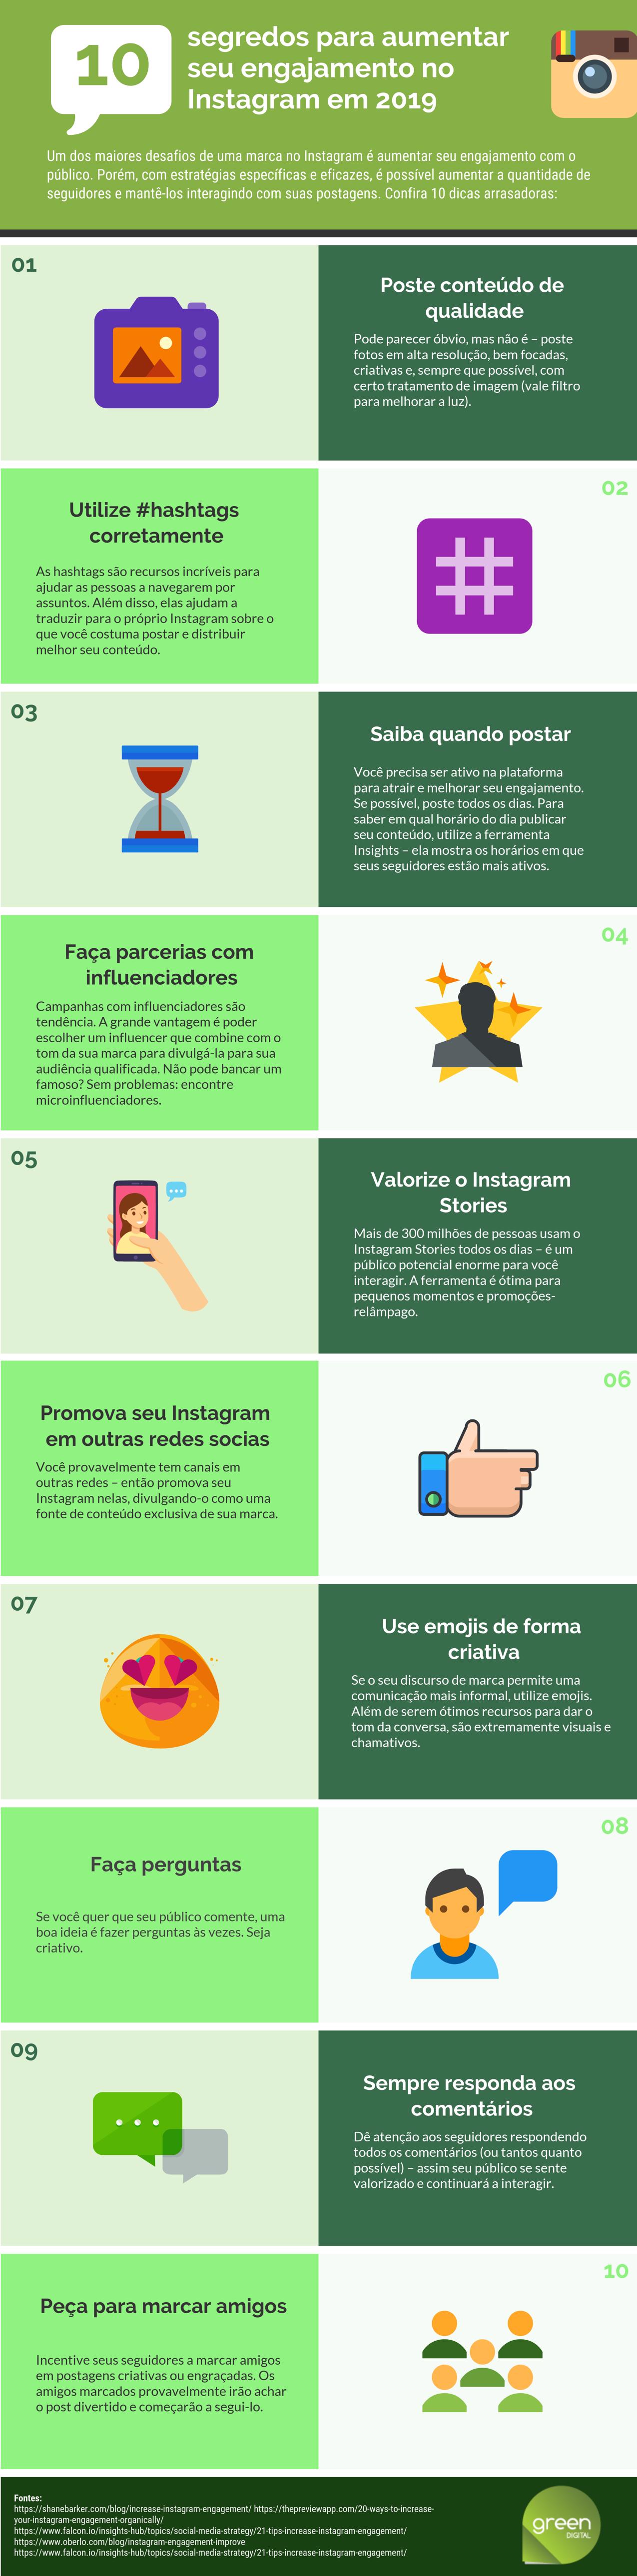 10
segredos para aumentar
seu engajamento no
Instagram em 2019
Um dos maiores desafios de uma marca no Instagram é aumentar seu engajamento com o
público. Porém, com estratégias específicas e eficazes, é possível aumentar a quantidade de
seguidores e mantê-los interagindo com suas postagens. Confira 10 dicas arrasadoras:
01
Poste conteúdo de
qualidade
Pode parecer óbvio, mas não é – poste
fotos em alta resolução, bem focadas,
criativas e, sempre que possível, com
certo tratamento de imagem (vale filtro
para melhorar a luz).
02
Utilize #hashtags
corretamente
As hashtags são recursos incríveis para
ajudar as pessoas a navegarem por
assuntos. Além disso, elas ajudam a
traduzir para o próprio Instagram sobre o
que você costuma postar e distribuir
melhor seu conteúdo.
#
03
Saiba quando postar
Você precisa ser ativo na plataforma
para atrair e melhorar seu engajamento.
Se possível, poste todos os dias. Para
saber em qual horário do dia publicar
seu conteúdo, utilize a ferramenta
Insights – ela mostra os horários em que
seus seguidores estão mais ativos.
04
Faça parcerias com
influenciadores
Campanhas com influenciadores são
tendência. A grande vantagem é poder
escolher um influencer que combine com o
tom da sua marca para divulgá-la para sua
audiência qualificada. Não pode bancar um
famoso? Sem problemas: encontre
microinfluenciadores.
05
Valorize o Instagram
Stories
Mais de 300 milhões de pessoas usam o
Instagram Stories todos os dias – é um
público potencial enorme para você
interagir. A ferramenta é ótima para
pequenos momentos e promoções-
relâmpago.
06
Promova seu Instagram
em outras redes socias
Você provavelmente tem canais em
outras redes – então promova seu
Instagram nelas, divulgando-o como uma
fonte de conteúdo exclusiva de sua marca.
07
Use emojis de forma
criativa
Se o seu discurso de marca permite uma
comunicação mais informal, utilize emojis.
Além de serem ótimos recursos para dar o
tom da conversa, são extremamente visuais e
chamativos.
08
Faça perguntas
Se você quer que seu público comente, uma
boa ideia é fazer perguntas às vezes. Seja
criativo.
09
Sempre responda aos
comentários
Dê atenção aos seguidores respondendo
todos os comentários (ou tantos quanto
possível) – assim seu público se sente
valorizado e continuará a interagir.
10
Peça para marcar amigos
Incentive seus seguidores a marcar amigos
em postagens criativas ou engraçadas. Os
amigos marcados provavelmente irão achar
o post divertido e começarão a segui-lo.
Fontes:
https://shanebarker.com/blog/increase-instagram-engagement/ https://thepreviewapp.com/20-ways-to-increase-
your-instagram-engagement-organically/
https://www.falcon.io/insights-hub/topics/social-media-strategy/21-tips-increase-instagram-engagement/
https://www.oberlo.com/blog/instagram-engagement-improve
https://www.falcon.io/insights-hub/topics/social-media-strategy/21-tips-increase-instagram-engagement/
green
DIGITAL